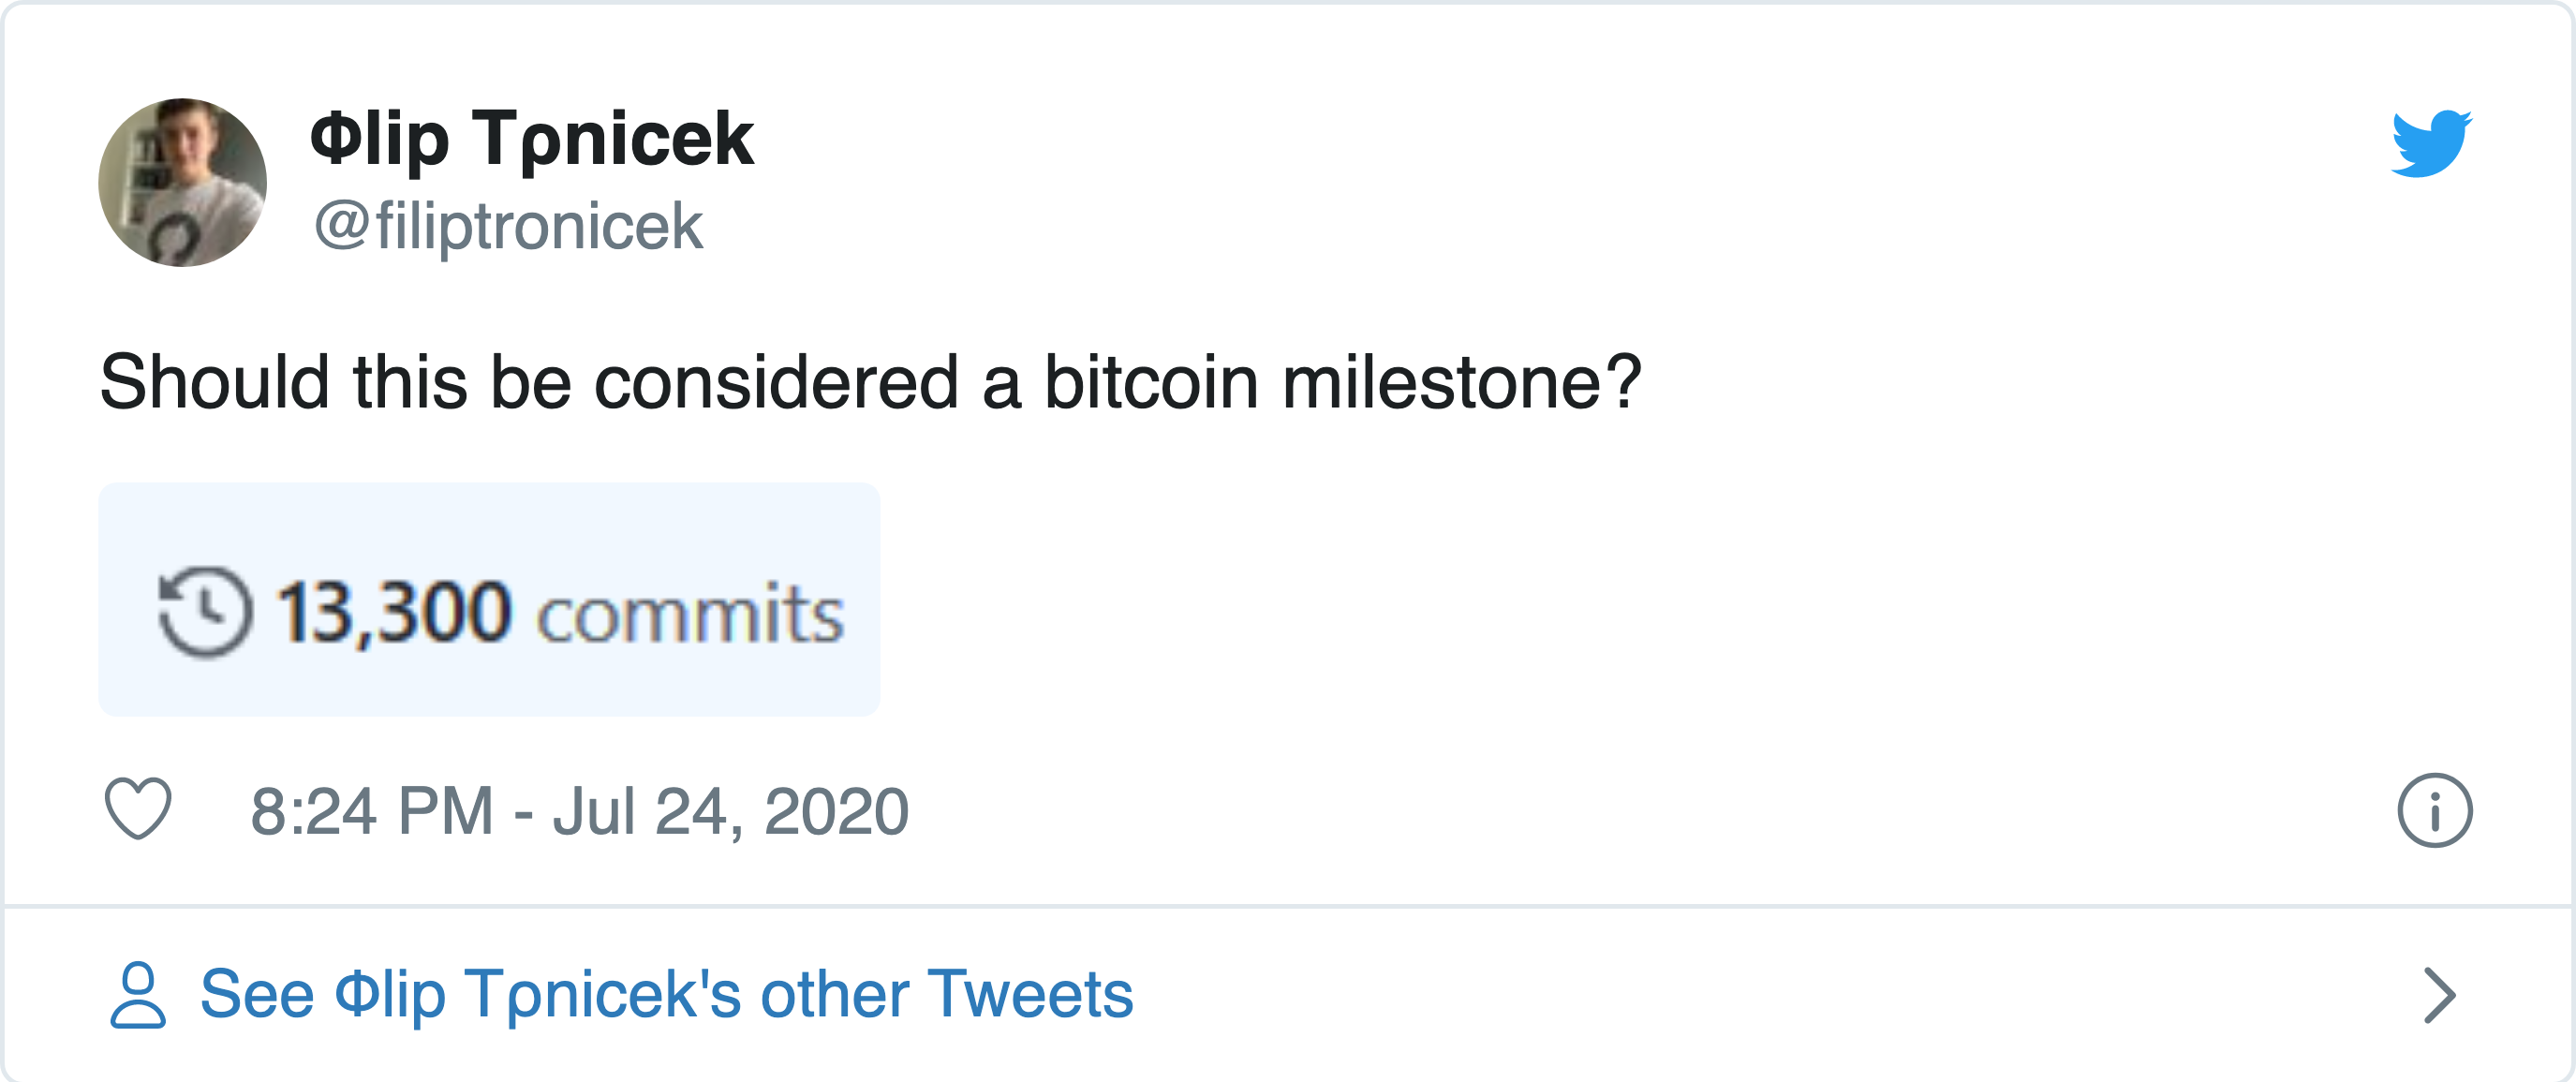 Φlip Tρnicek
@filiptronicek
Should this be considered a bitcoin milestone?
13,300 commits
8:24 PM - Jul 24, 2020
See Φlip Tρnicek's other Tweets